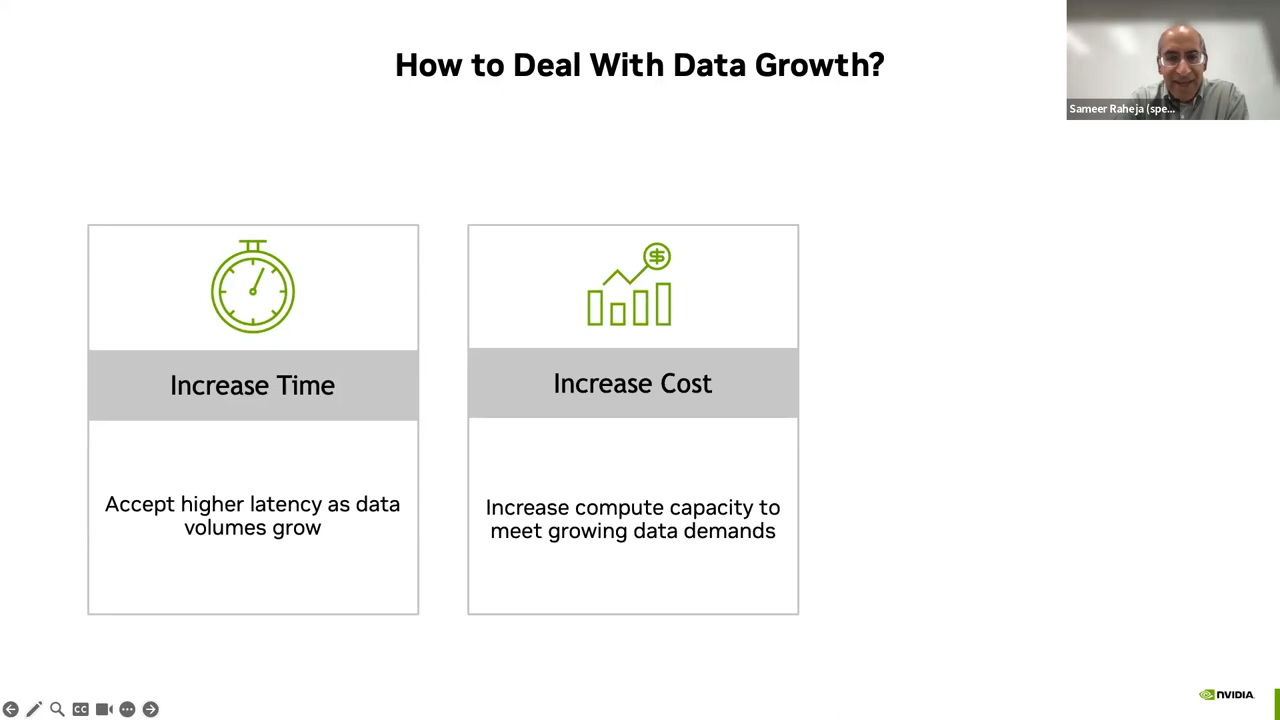 How to Deal With Data Growth?
Sameer Raheja (spe...
$
Increase Time
Increase Cost
Accept higher latency as data
volumes grow
Increase compute capacity to
meet growing data demands
CC
NVIDIA.